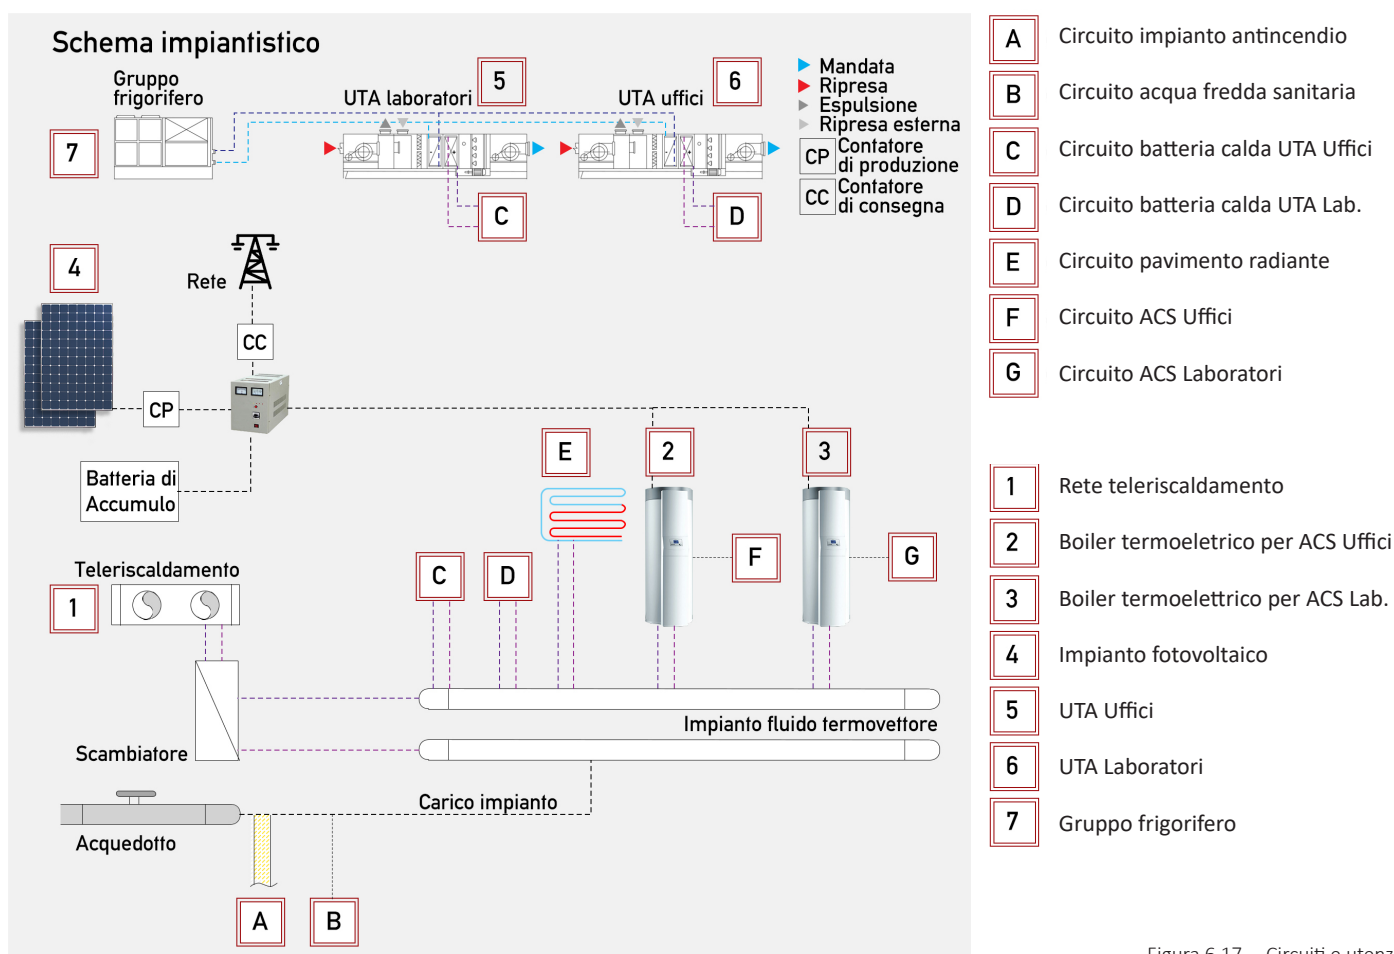 Schema impiantistico
Gruppo
frigorifero
7
UTA laboratori
5
UTA uffici
6
Mandata
Ripresa
Espulsione
Ripresa esterna
CP
Contatore
di produzione
CC
Contatore
di consegna
C
D
4
Rete
CC
CP
Batteria di
Accumulo
E
2
3
F
G
Teleriscaldamento
1
C
D
Scambiatore
Impianto fluido termovettore
Carico impianto
Acquedotto
A
B
A Circuito impianto antincendio
B Circuito acqua fredda sanitaria
C Circuito batteria calda UTA Uffici
D Circuito batteria calda UTA Lab.
E Circuito pavimento radiante
F Circuito ACS Uffici
G Circuito ACS Laboratori
1 Rete teleriscaldamento
2 Boiler termoeletrico per ACS Uffici
3 Boiler termoelettrico per ACS Lab.
4 Impianto fotovoltaico
5 UTA Uffici
6 UTA Laboratori
7 Gruppo frigorifero
Figura 6.17 Circuiti e utenz